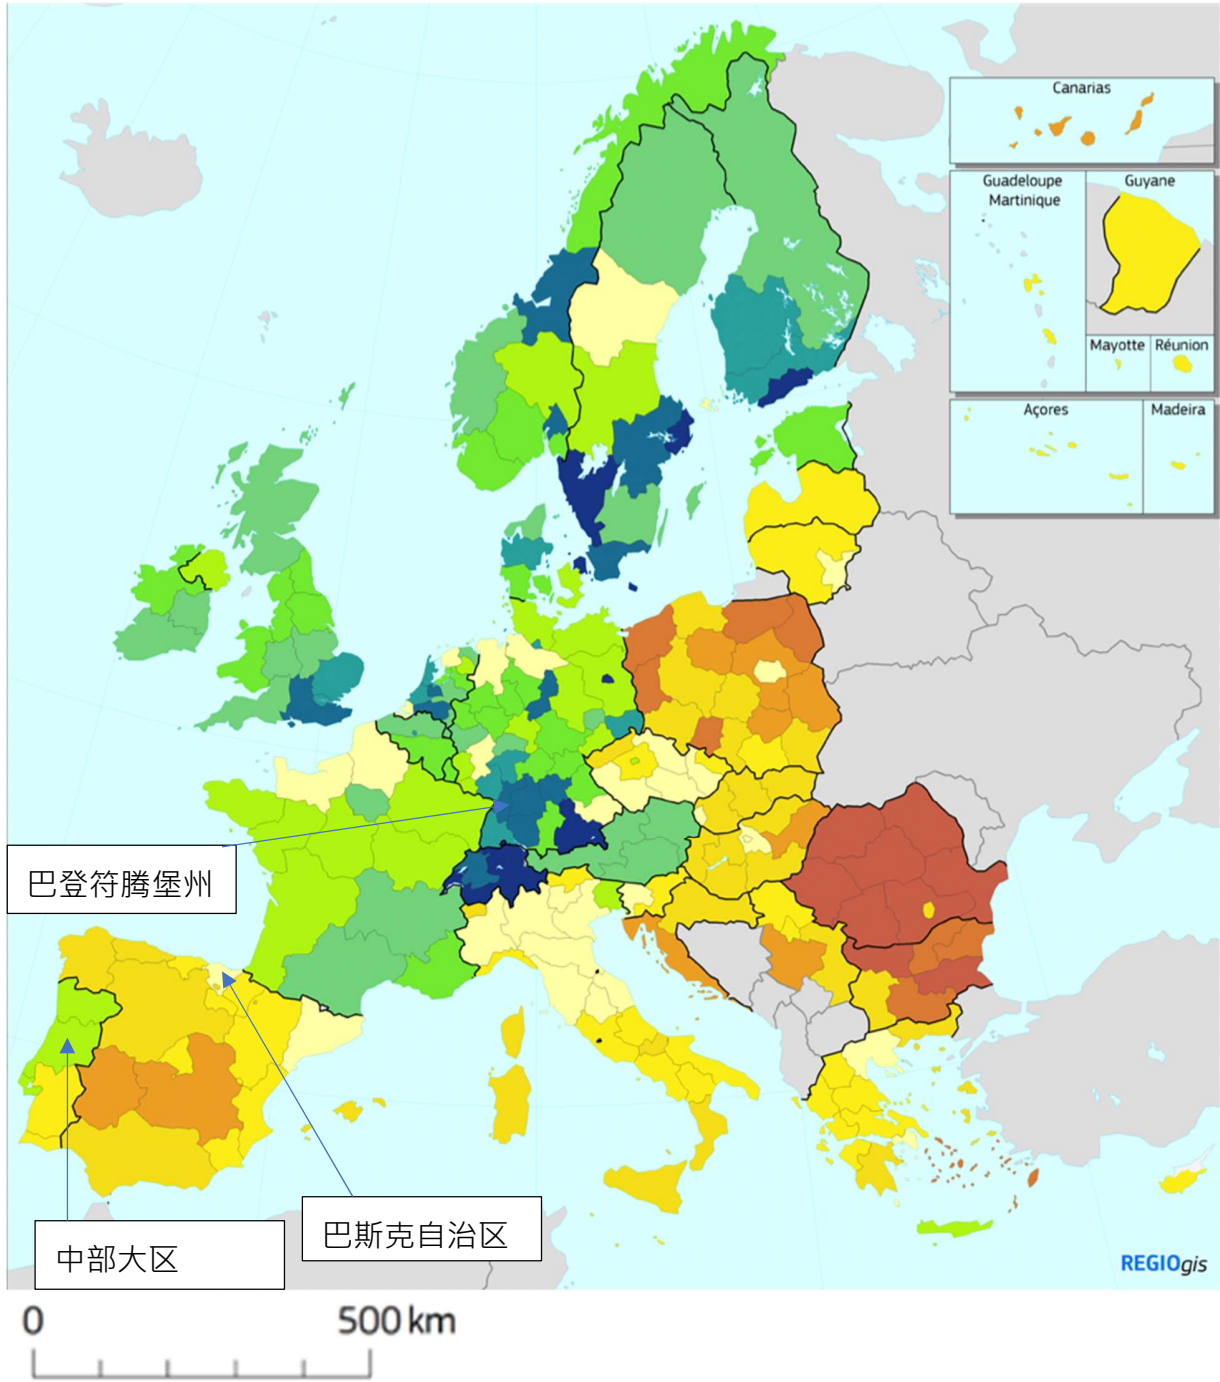 Canarias
Guadeloupe
Martinique
Guyane
Mayotte
Réunion
Açores
Madeira
巴登符腾堡州
巴斯克自治区
中部大区
REGIOgis
0
500 km